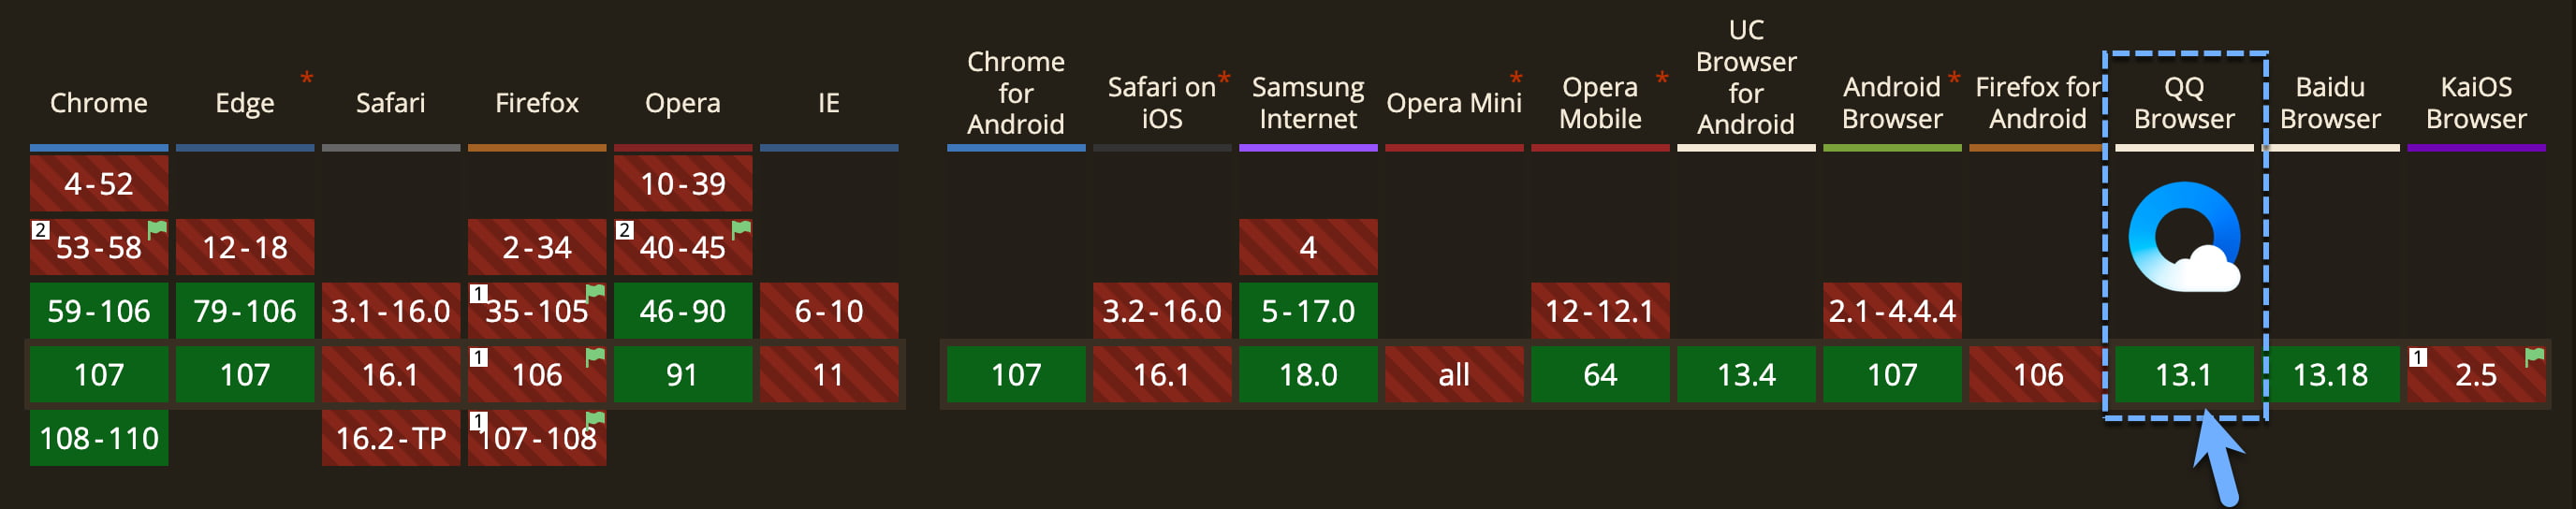 Chrome
Edge *
Safari
Firefox
Opera
IE
Chrome
for
Android
Safari on *
iOS
Samsung
Internet
*
Opera Mini
Opera *
Mobile
UC
Browser
for
Android
Android *
Browser
Firefox for
Android
QQ
Browser
Baidu
Browser
KaiOS
Browser
4-52
10-39
2 53-58
12-18
2-34
2 40-45
4
59-106
79-106
3.1-16.0
1 35-105
46-90
6-10
3.2-16.0
5-17.0
12-12.1
2.1-4.4.4
107
107
16.1
1 106
91
11
107
16.1
18.0
all
64
13.4
107
106
13.1
13.18
1 2.5
108-110
16.2-TP
1 107-108